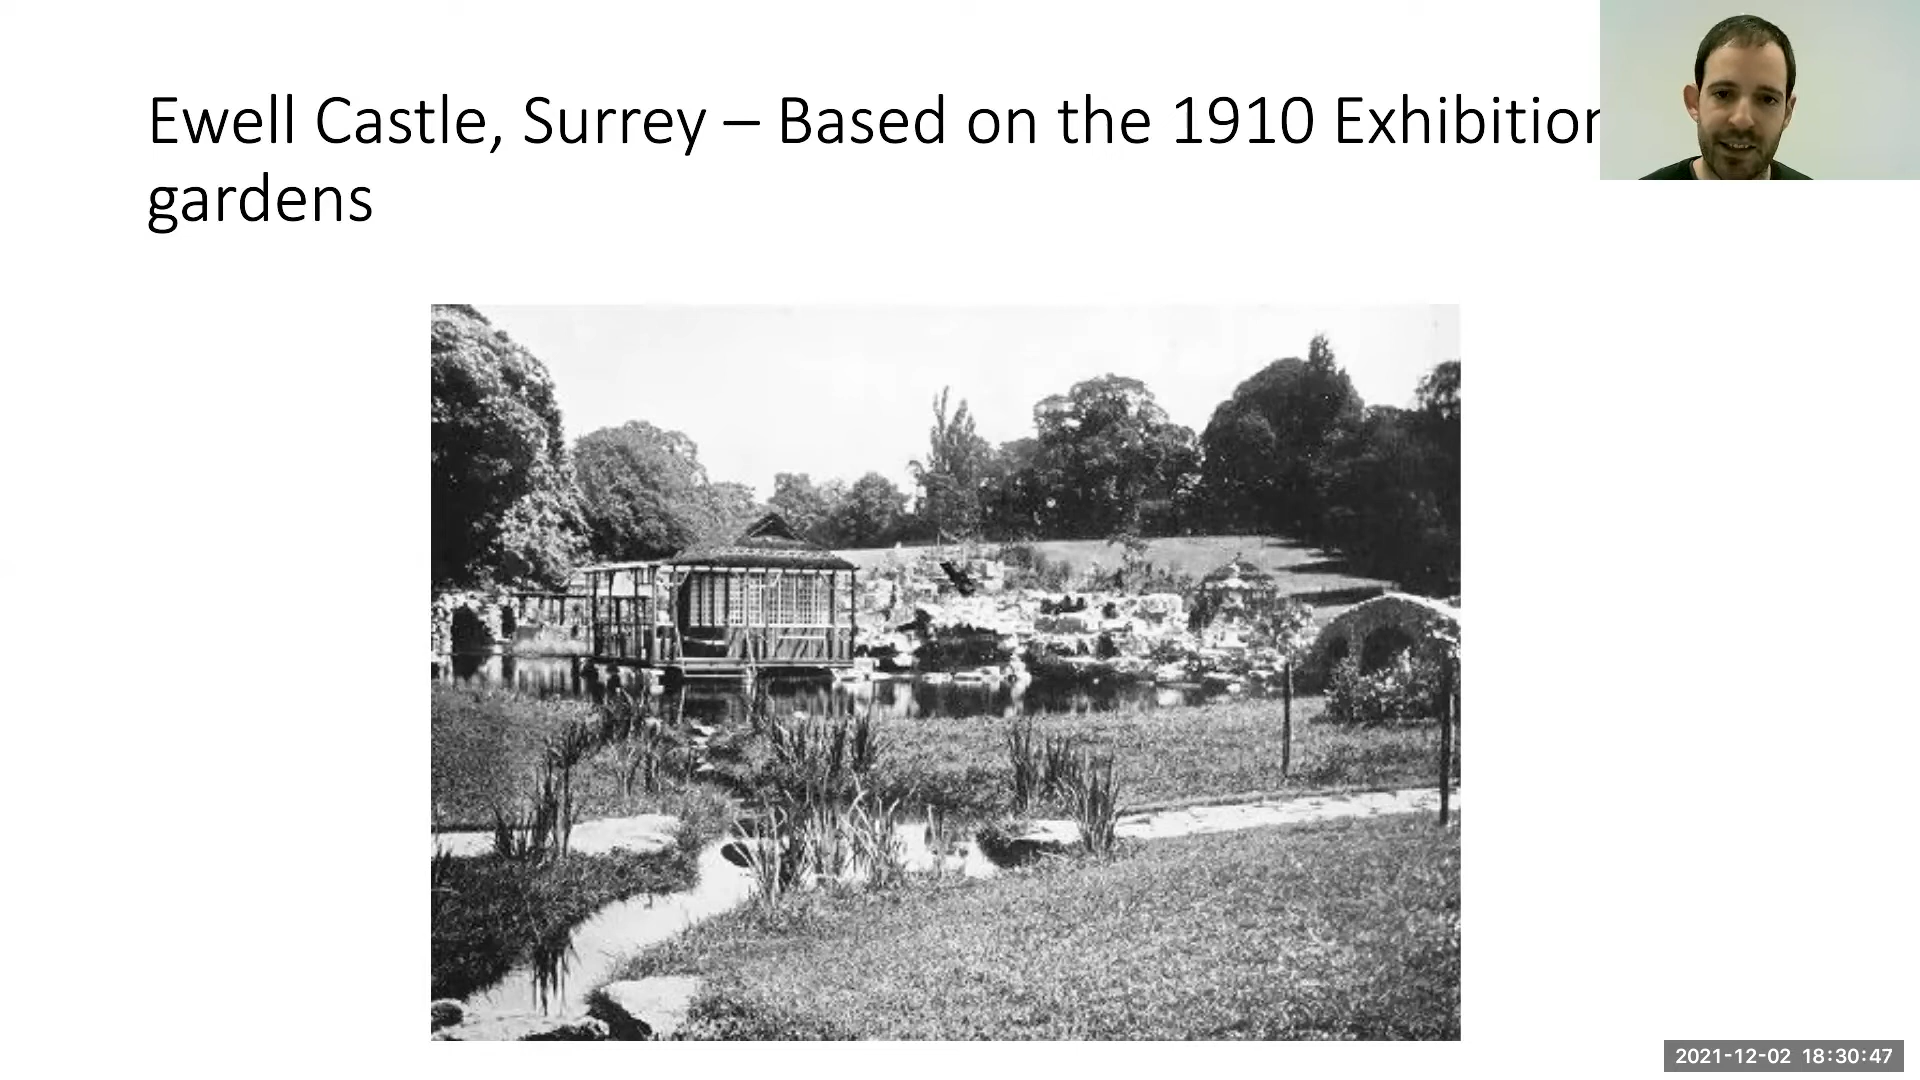 Ewell Castle, Surrey – Based on the 1910 Exhibition
gardens
2021-12-02 18:30:47